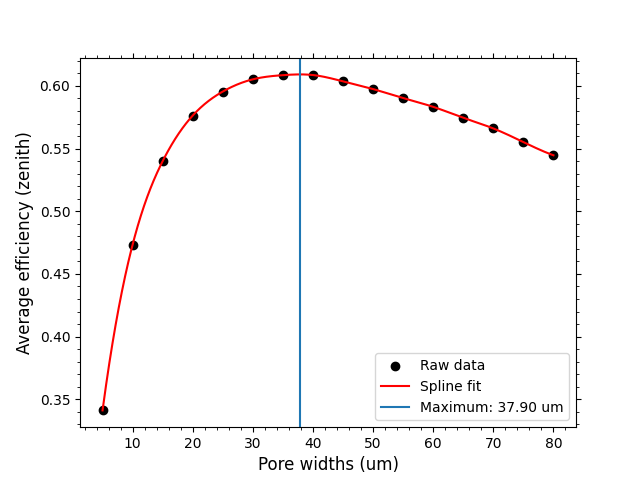 0.60
0.55
0.50
0.45
0.40
0.35
Average efficiency (zenith)
10 20 30 40 50 60 70 80
Pore widths (um)
Raw data
Spline fit
Maximum: 37.90 um